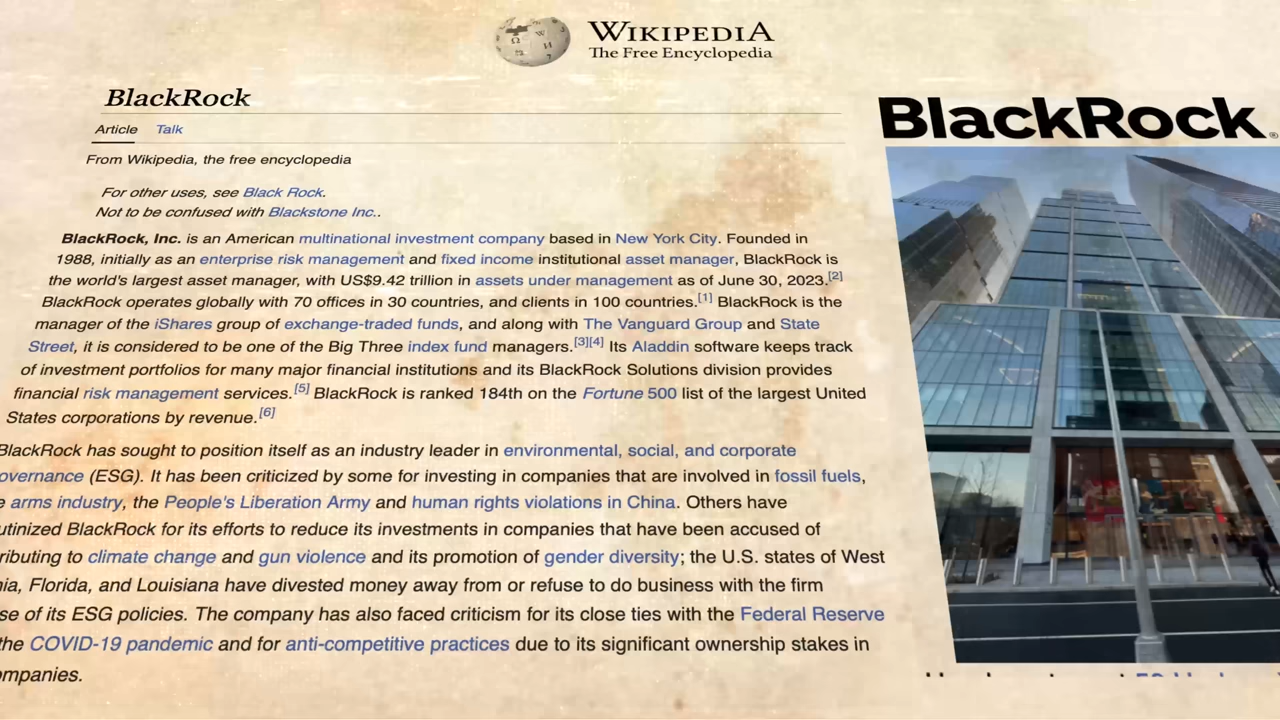 WIKIPEDIA
The Free Encyclopedia
BlackRock
Article Talk
From Wikipedia, the free encyclopedia
For other uses, see Black Rock.
Not to be confused with Blackstone Inc..
BlackRock, Inc. is an American multinational investment company based in New York City. Founded in
1988, initially as an enterprise risk management and fixed income institutional asset manager, BlackRock is
the world's largest asset manager, with US$9.42 trillion in assets under management as of June 30, 2023.[2]
BlackRock operates globally with 70 offices in 30 countries, and clients in 100 countries.[1] BlackRock is the
manager of the iShares group of exchange-traded funds, and along with The Vanguard Group and State
Street, it is considered to be one of the Big Three index fund managers.[3][4] Its Aladdin software keeps track
of investment portfolios for many major financial institutions and its BlackRock Solutions division provides
financial risk management services.[5] BlackRock is ranked 184th on the Fortune 500 list of the largest United
States corporations by revenue.[6]
BlackRock has sought to position itself as an industry leader in environmental, social, and corporate
overnance (ESG). It has been criticized by some for investing in companies that are involved in fossil fuels,
e arms industry, the People's Liberation Army and human rights violations in China. Others have
utinized BlackRock for its efforts to reduce its investments in companies that have been accused of
ributing to climate change and gun violence and its promotion of gender diversity; the U.S. states of West
nia, Florida, and Louisiana have divested money away from or refuse to do business with the firm
se of its ESG policies. The company has also faced criticism for its close ties with the Federal Reserve
the COVID-19 pandemic and for anti-competitive practices due to its significant ownership stakes in
mpanies.
BlackRock®